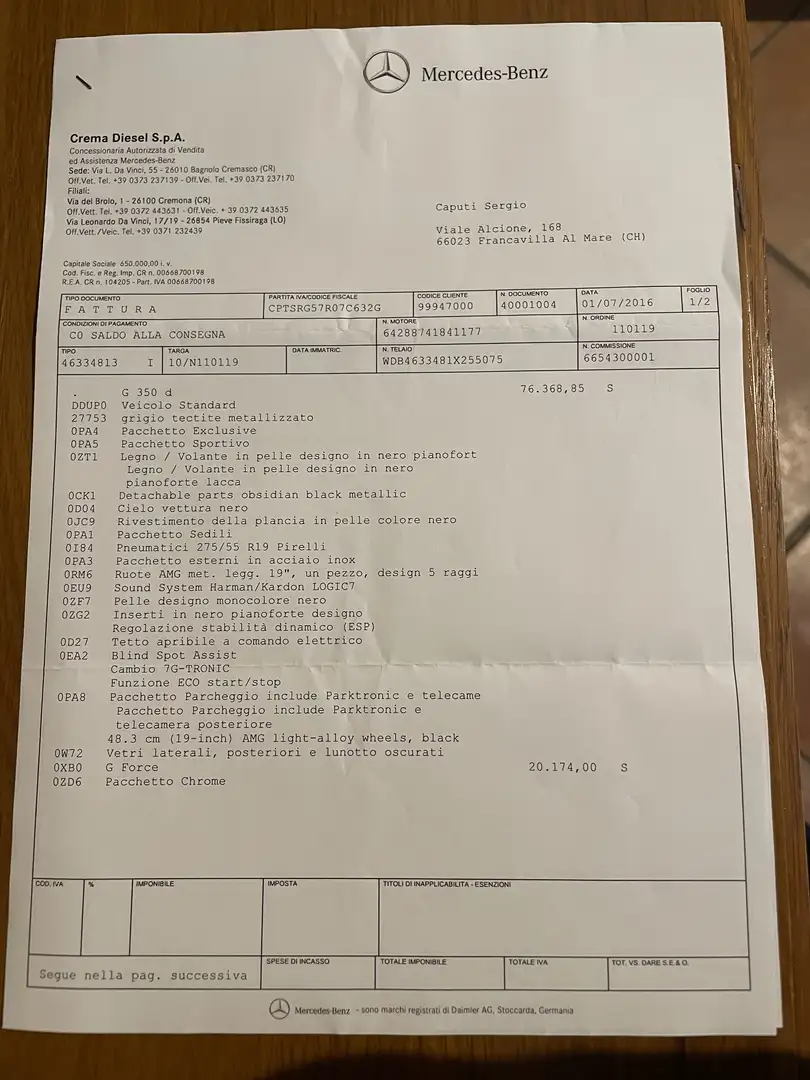 Mercedes-Benz
Crema Diesel S.p.A.
Concessionaria Autorizzata di Vendita
ed Assistenza Mercedes-Benz
Sede: Via L. Da Vinci, 55 - 26010 Bagnolo Cremasco (CR)
Off.Vet. Tel. +39 0373 237139 - Off.Vei. Tel. +39 0373 237170
Filiali:
Via del Brolo, 1 - 26100 Cremona (CR)
Off.Vett. Tel. +39 0372 443631 - Off.Veic. + 39 0372 443635
Via Leonardo Da Vinci, 17/19 - 26854 Pieve Fissiraga (LO)
Off.Vett./Veic. Tel. +39 0371 232439
Caputi Sergio
Viale Alcione, 168
66023 Francavilla Al Mare (CH)
Capitale Sociale 650.000,00 i. v.
Cod. Fisc. e Reg. Imp. CR n. 00668700198
R.E.A. CR n. 104205 - Part. IVA 00668700198
TIPO DOCUMENTO PARTITA IVA/CODICE FISCALE CODICE CLIENTE N. DOCUMENTO DATA FOGLIO
F A T T U R A CPTSRG57R07C632G 99947000 40001004 01/07/2016 1/2
CONDIZIONI DI PAGAMENTO N. MOTORE N. ORDINE
C0 SALDO ALLA CONSEGNA 64288741841177 110119
TIPO TARGA DATA IMMATRIC. N. TELAIO N. COMMISSIONE
46334813 I 10/N110119 WDB4633481X255075 6654300001
. G 350 d 76.368,85 S
DDUP0 Veicolo Standard
27753 grigio tectite metallizzato
0PA4 Pacchetto Exclusive
0PA5 Pacchetto Sportivo
0ZT1 Legno / Volante in pelle designo in nero pianofort
Legno / Volante in pelle designo in nero
pianoforte lacca
0CK1 Detachable parts obsidian black metallic
0D04 Cielo vettura nero
0JC9 Rivestimento della plancia in pelle colore nero
0PA1 Pacchetto Sedili
0I84 Pneumatici 275/55 R19 Pirelli
0PA3 Pacchetto esterni in acciaio inox
0RM6 Ruote AMG met. legg. 19", un pezzo, design 5 raggi
0EU9 Sound System Harman/Kardon LOGIC7
0ZF7 Pelle designo monocolore nero
0ZG2 Inserti in nero pianoforte designo
Regolazione stabilità dinamico (ESP)
0D27 Tetto apribile a comando elettrico
0EA2 Blind Spot Assist
Cambio 7G-TRONIC
Funzione ECO start/stop
0PA8 Pacchetto Parcheggio include Parktronic e telecame
Pacchetto Parcheggio include Parktronic e
telecamera posteriore
48.3 cm (19-inch) AMG light-alloy wheels, black
0W72 Vetri laterali, posteriori e lunotto oscurati
0XB0 G Force 20.174,00 S
0ZD6 Pacchetto Chrome
COD. IVA % IMPONIBILE IMPOSTA TITOLI DI INAPPLICABILITA - ESENZIONI
SPESE DI INCASSO TOTALE IMPONIBILE TOTALE IVA TOT. VS. DARE S.E.& O.
Segue nella pag. successiva
Mercedes-Benz - sono marchi registrati di Daimler AG, Stoccarda, Germania